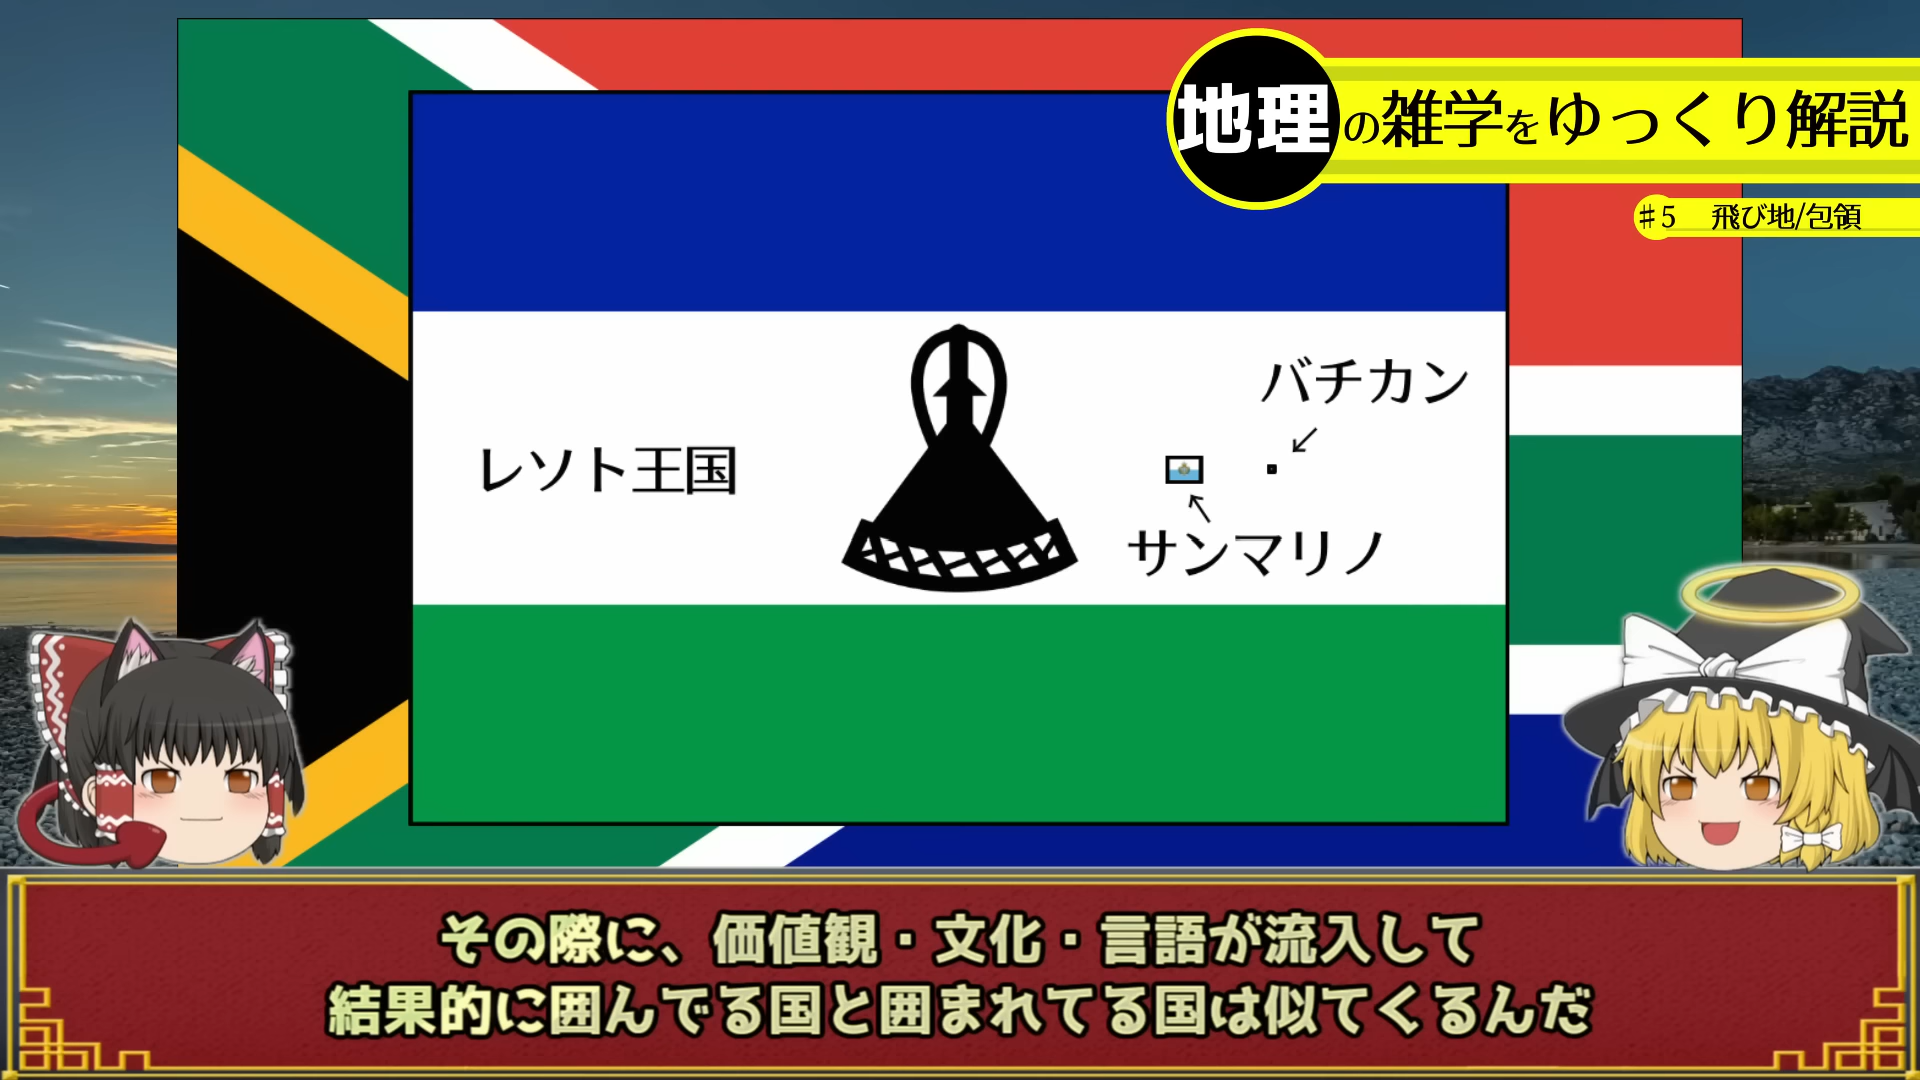 地理の雑学をゆっくり解説
♯5 飛び地/包領
バチカン
↙
レソト王国
↖
サンマリノ
その際に、価値観・文化・言語が流入して
結果的に囲んでる国と囲まれてる国は似てくるんだ